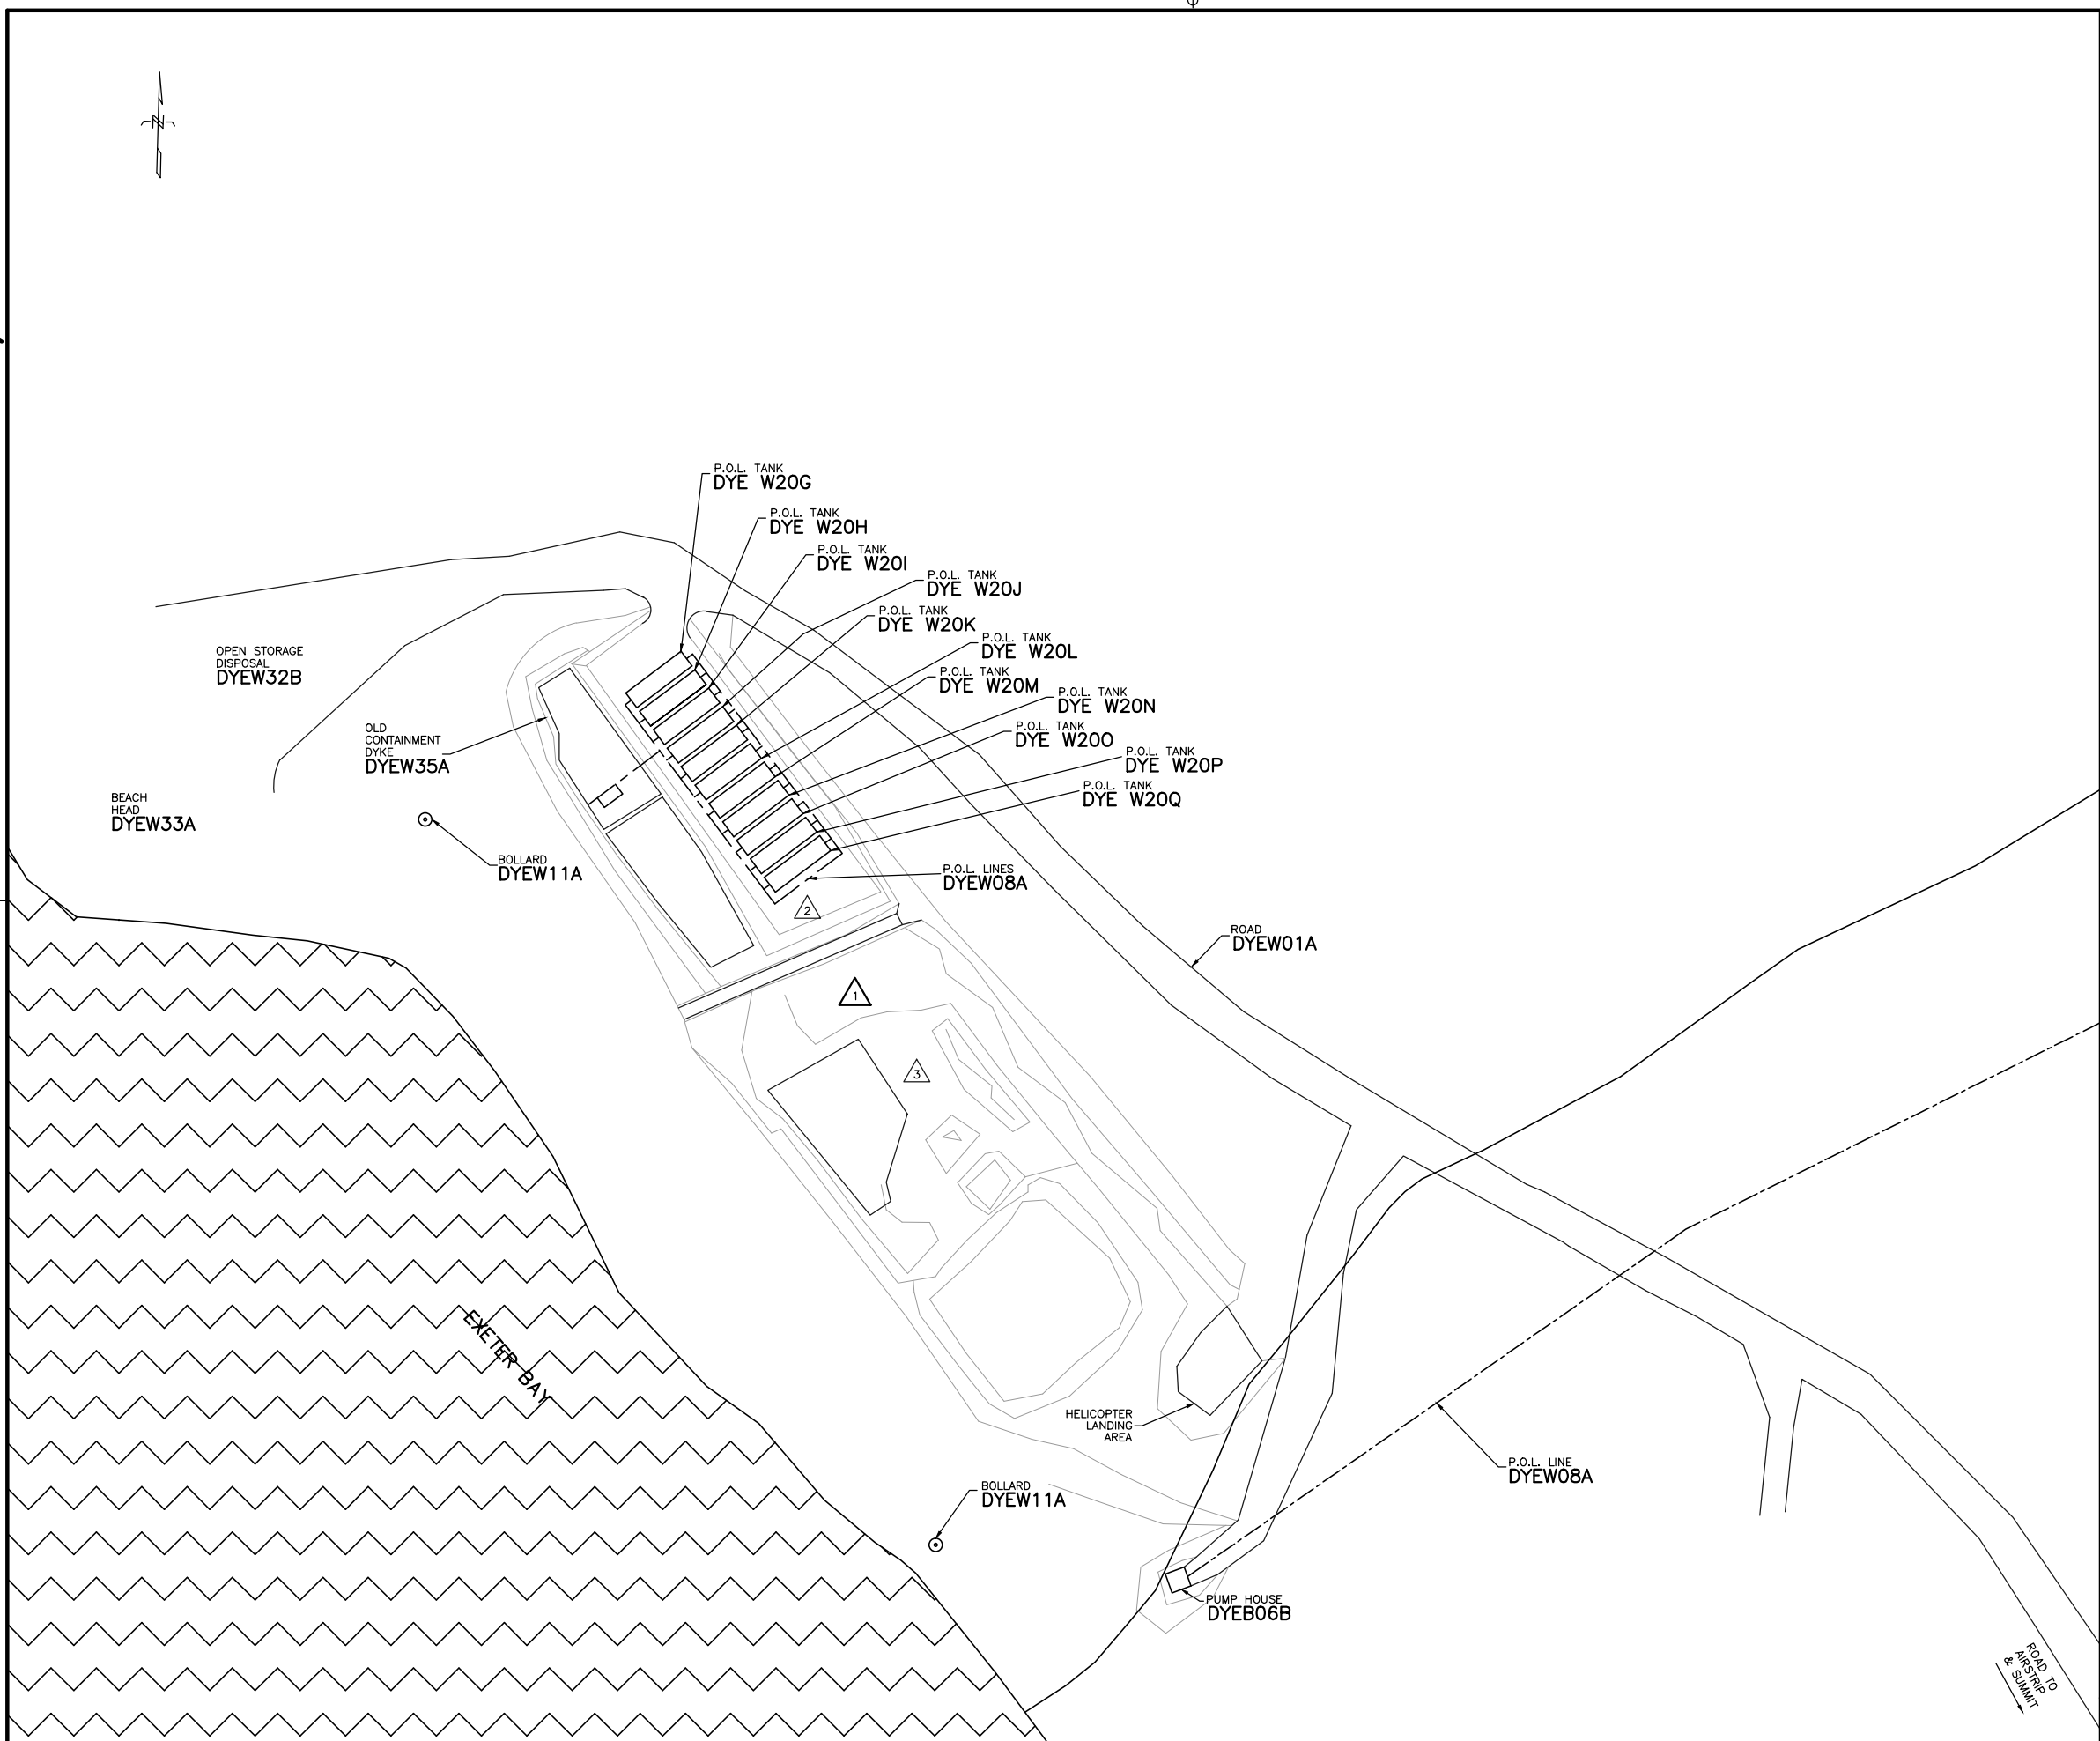 N
P.O.L. TANK
DYE W20G
P.O.L. TANK
DYE W20H
P.O.L. TANK
DYE W20I
P.O.L. TANK
DYE W20J
P.O.L. TANK
DYE W20K
P.O.L. TANK
DYE W20L
P.O.L. TANK
DYE W20M
P.O.L. TANK
DYE W20N
P.O.L. TANK
DYE W20O
P.O.L. TANK
DYE W20P
P.O.L. TANK
DYE W20Q
OPEN STORAGE
DISPOSAL
DYEW32B
OLD
CONTAINMENT
DYKE
DYEW35A
BEACH
HEAD
DYEW33A
BOLLARD
DYEW11A
P.O.L. LINES
DYEW08A
2
ROAD
DYEW01A
1
3
EXETER BAY
HELICOPTER
LANDING
AREA
P.O.L. LINE
DYEW08A
BOLLARD
DYEW11A
PUMP HOUSE
DYEB06B
ROAD TO
AIRSTRIP
& SUMMIT